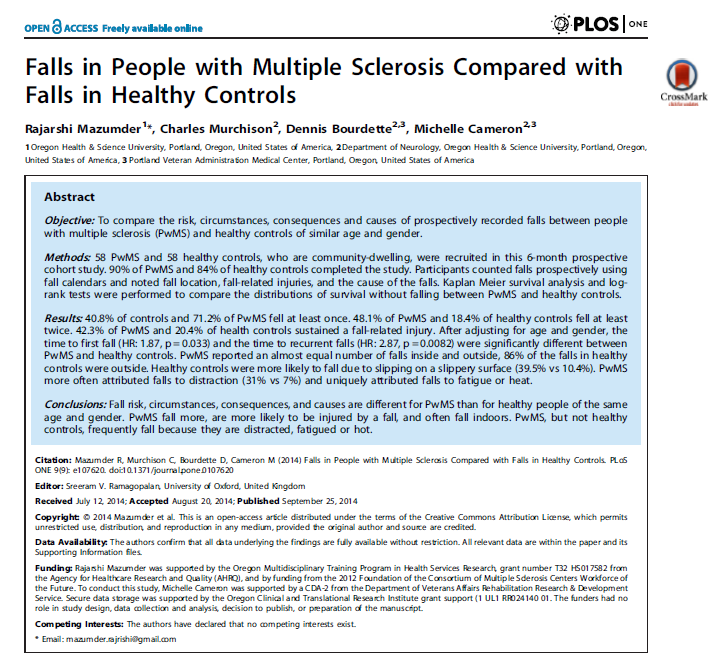 OPEN ACCESS Freely available online
PLOS ONE
Falls in People with Multiple Sclerosis Compared with
Falls in Healthy Controls
CrossMark
click for updates
Rajarshi Mazumder1*, Charles Murchison2, Dennis Bourdette2,3, Michelle Cameron2,3
1 Oregon Health & Science University, Portland, Oregon, United States of America, 2 Department of Neurology, Oregon Health & Science University, Portland, Oregon,
United States of America, 3 Portland Veteran Administration Medical Center, Portland, Oregon, United States of America
Abstract
Objective: To compare the risk, circumstances, consequences and causes of prospectively recorded falls between people
with multiple sclerosis (PwMS) and healthy controls of similar age and gender.
Methods: 58 PwMS and 58 healthy controls, who are community-dwelling, were recruited in this 6-month prospective
cohort study. 90% of PwMS and 84% of healthy controls completed the study. Participants counted falls prospectively using
fall calendars and noted fall location, fall-related injuries, and the cause of the falls. Kaplan Meier survival analysis and log-
rank tests were performed to compare the distributions of survival without falling between PwMS and healthy controls.
Results: 40.8% of controls and 71.2% of PwMS fell at least once. 48.1% of PwMS and 18.4% of healthy controls fell at least
twice. 42.3% of PwMS and 20.4% of health controls sustained a fall-related injury. After adjusting for age and gender, the
time to first fall (HR: 1.87, p = 0.033) and the time to recurrent falls (HR: 2.87, p = 0.0082) were significantly different between
PwMS and healthy controls. PwMS reported an almost equal number of falls inside and outside, 86% of the falls in healthy
controls were outside. Healthy controls were more likely to fall due to slipping on a slippery surface (39.5% vs 10.4%). PwMS
more often attributed falls to distraction (31% vs 7%) and uniquely attributed falls to fatigue or heat.
Conclusions: Fall risk, circumstances, consequences, and causes are different for PwMS than for healthy people of the same
age and gender. PwMS fall more, are more likely to be injured by a fall, and often fall indoors. PwMS, but not healthy
controls, frequently fall because they are distracted, fatigued or hot.
Citation: Mazumder R, Murchison C, Bourdette D, Cameron M (2014) Falls in People with Multiple Sclerosis Compared with Falls in Healthy Controls. PLoS
ONE 9(9): e107620. doi:10.1371/journal.pone.0107620
Editor: Sreeram V. Ramagopalan, University of Oxford, United Kingdom
Received July 12, 2014; Accepted August 20, 2014; Published September 25, 2014
Copyright: © 2014 Mazumder et al. This is an open-access article distributed under the terms of the Creative Commons Attribution License, which permits
unrestricted use, distribution, and reproduction in any medium, provided the original author and source are credited.
Data Availability: The authors confirm that all data underlying the findings are fully available without restriction. All relevant data are within the paper and its
Supporting Information files.
Funding: Rajarshi Mazumder was supported by the Oregon Multidisciplinary Training Program in Health Services Research, grant number T32 HS017582 from
the Agency for Healthcare Research and Quality (AHRQ), and by funding from the 2012 Foundation of the Consortium of Multiple Sclerosis Centers Workforce of
the Future. To conduct this study, Michelle Cameron was supported by a CDA-2 from the Department of Veterans Affairs Rehabilitation Research & Development
Service. Secure data storage was supported by the Oregon Clinical and Translational Research Institute grant support (1 UL1 RR024140 01. The funders had no
role in study design, data collection and analysis, decision to publish, or preparation of the manuscript.
Competing Interests: The authors have declared that no competing interests exist.
* Email: mazumder.rajrishi@gmail.com